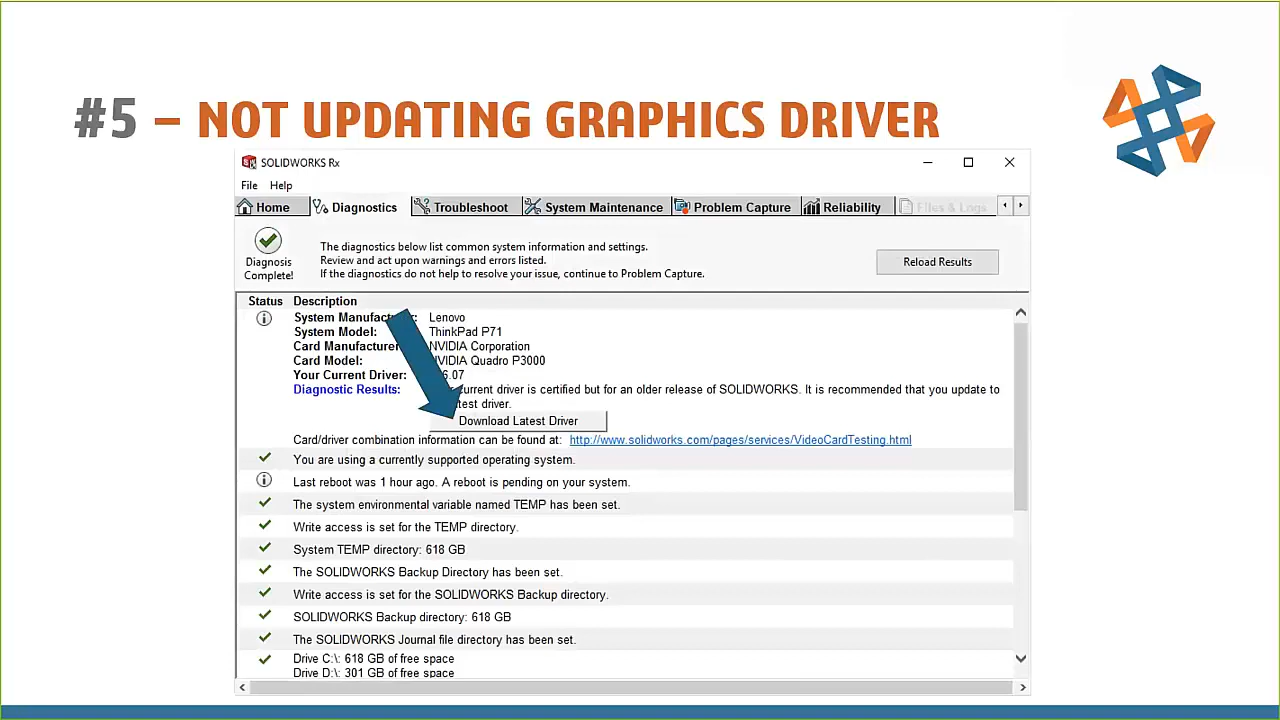 #5 – NOT UPDATING GRAPHICS DRIVER
SOLIDWORKS Rx
File Help
Home Diagnostics Troubleshoot System Maintenance Problem Capture Reliability Files & Logs
Diagnosis
Complete!
The diagnostics below list common system information and settings.
Review and act upon warnings and errors listed.
If the diagnostics do not help to resolve your issue, continue to Problem Capture.
Reload Results
Status Description
System Lenovo
System Model: ThinkPad P71
Card NVIDIA Corporation
Card Model: NVIDIA Quadro P3000
Your Current Driver:
Diagnostic Results: current driver is certified but for an older release of SOLIDWORKS. It is recommended that you update to
driver.
Download Latest Driver
Card/driver combination information can be found at: http://www.solidworks.com/pages/services/VideoCardTesting.html
You are using a currently supported operating system.
Last reboot was 1 hour ago. A reboot is pending on your system.
The system environmental variable named TEMP has been set.
Write access is set for the TEMP directory.
System TEMP directory: 618 GB
The SOLIDWORKS Backup Directory has been set.
Write access is set for the SOLIDWORKS Backup directory.
SOLIDWORKS Backup directory: 618 GB
The SOLIDWORKS Journal file directory has been set.
Drive C:\: 618 GB of free space
Drive D:\: 301 GB of free space